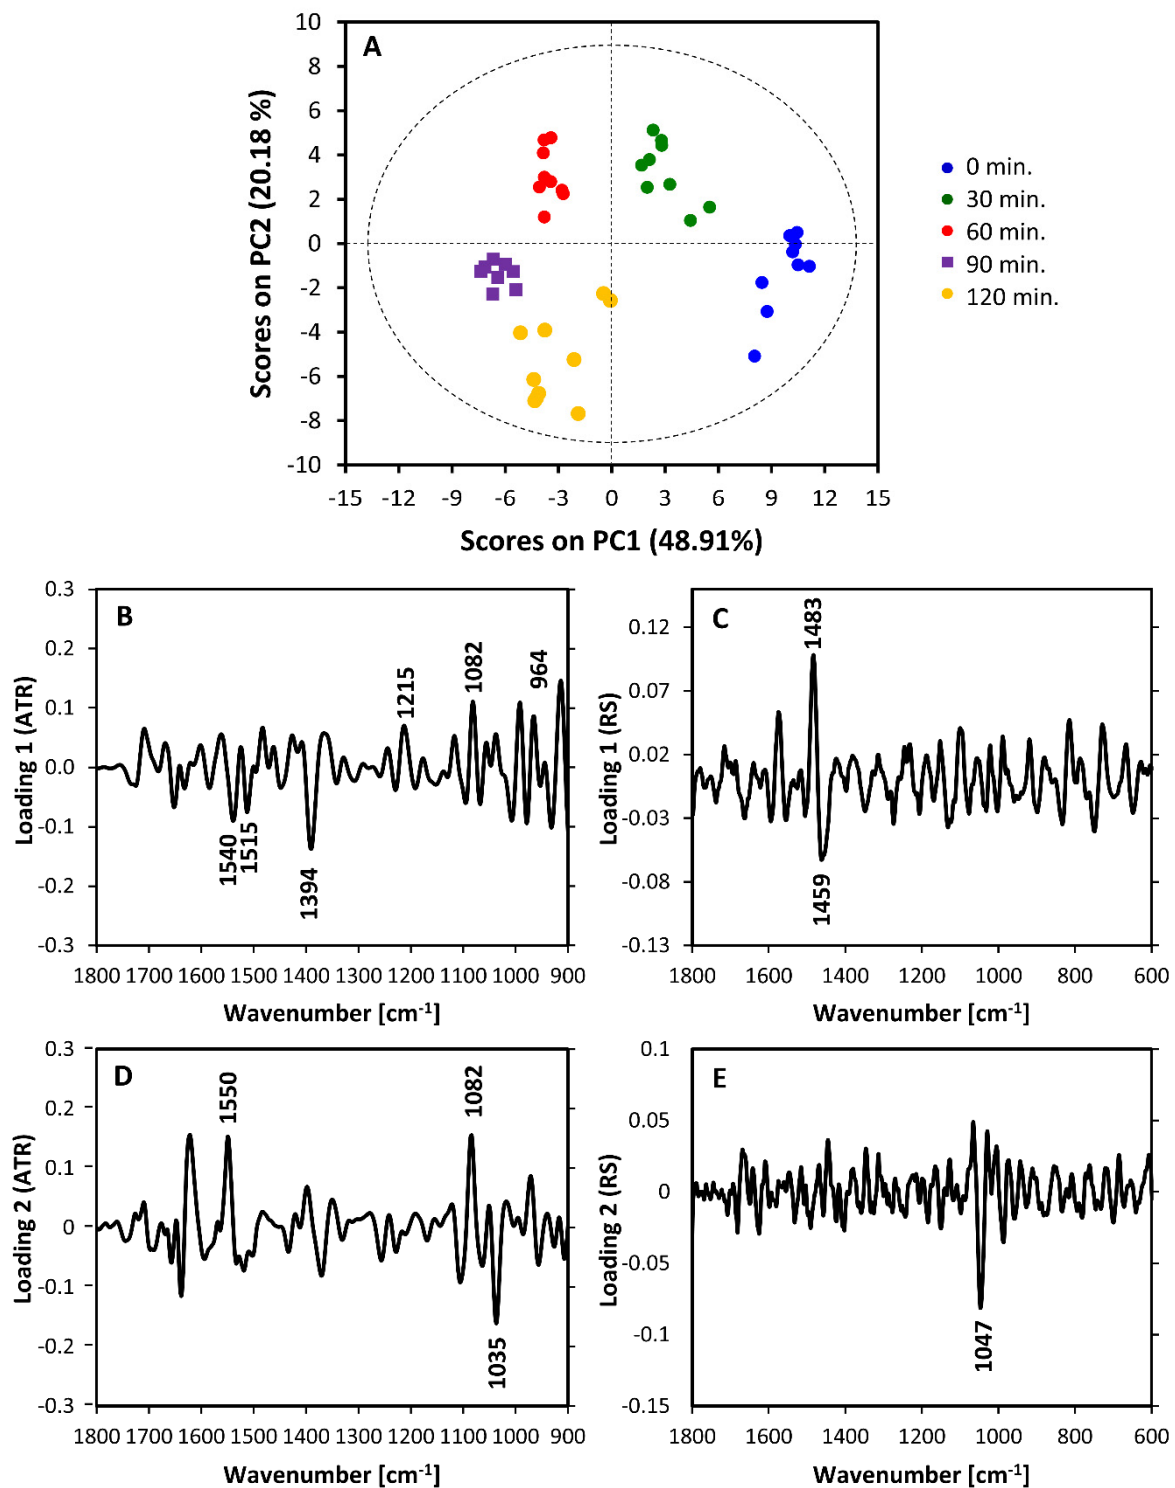 A
10
8
6
4
2
0
-2
-4
-6
-8
-10
Scores on PC2 (20.18 %)
-15 -12 -9 -6 -3 0 3 6 9 12 15
Scores on PC1 (48.91%)
0 min.
30 min.
60 min.
90 min.
120 min.
B
0.3
0.2
0.1
0.0
-0.1
-0.2
-0.3
Loading 1 (ATR)
1540
1515
1394
1215
1082
964
1800 1700 1600 1500 1400 1300 1200 1100 1000 900
Wavenumber [cm-1]
C
0.12
0.07
0.02
-0.03
-0.08
-0.13
Loading 1 (RS)
1483
1459
1800 1600 1400 1200 1000 800 600
Wavenumber [cm-1]
D
0.3
0.2
0.1
0
-0.1
-0.2
-0.3
Loading 2 (ATR)
1550
1082
1035
1800 1700 1600 1500 1400 1300 1200 1100 1000 900
Wavenumber [cm-1]
E
0.1
0.05
0
-0.05
-0.1
-0.15
Loading 2 (RS)
1047
1800 1600 1400 1200 1000 800 600
Wavenumber [cm-1]